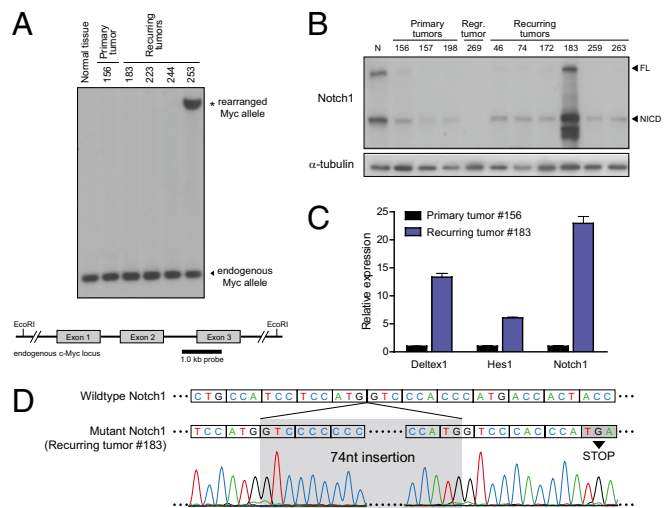 A
Normal tissue
Primary tumor
Recurring tumors
156
183
223
244
253
* rearranged Myc allele
endogenous Myc allele
EcoRI
Exon 1
Exon 2
Exon 3
EcoRI
endogenous c-Myc locus
1.0 kb probe
B
Primary tumors
Regr. tumor
Recurring tumors
N 156 157 198 269 46 74 172 183 259 263
Notch1
FL
NICD
α-tubulin
C
Primary tumor #156
Recurring tumor #183
Relative expression
25
20
15
10
5
0
Deltex1 Hes1 Notch1
D
Wildtype Notch1
CTGCCATCCTCCATGGTCCCACCCATGACCACTACC
Mutant Notch1
(Recurring tumor #183)
TCCATGGTCCCCCCC
CCATGGTCCCACCCATGA
STOP
74nt insertion